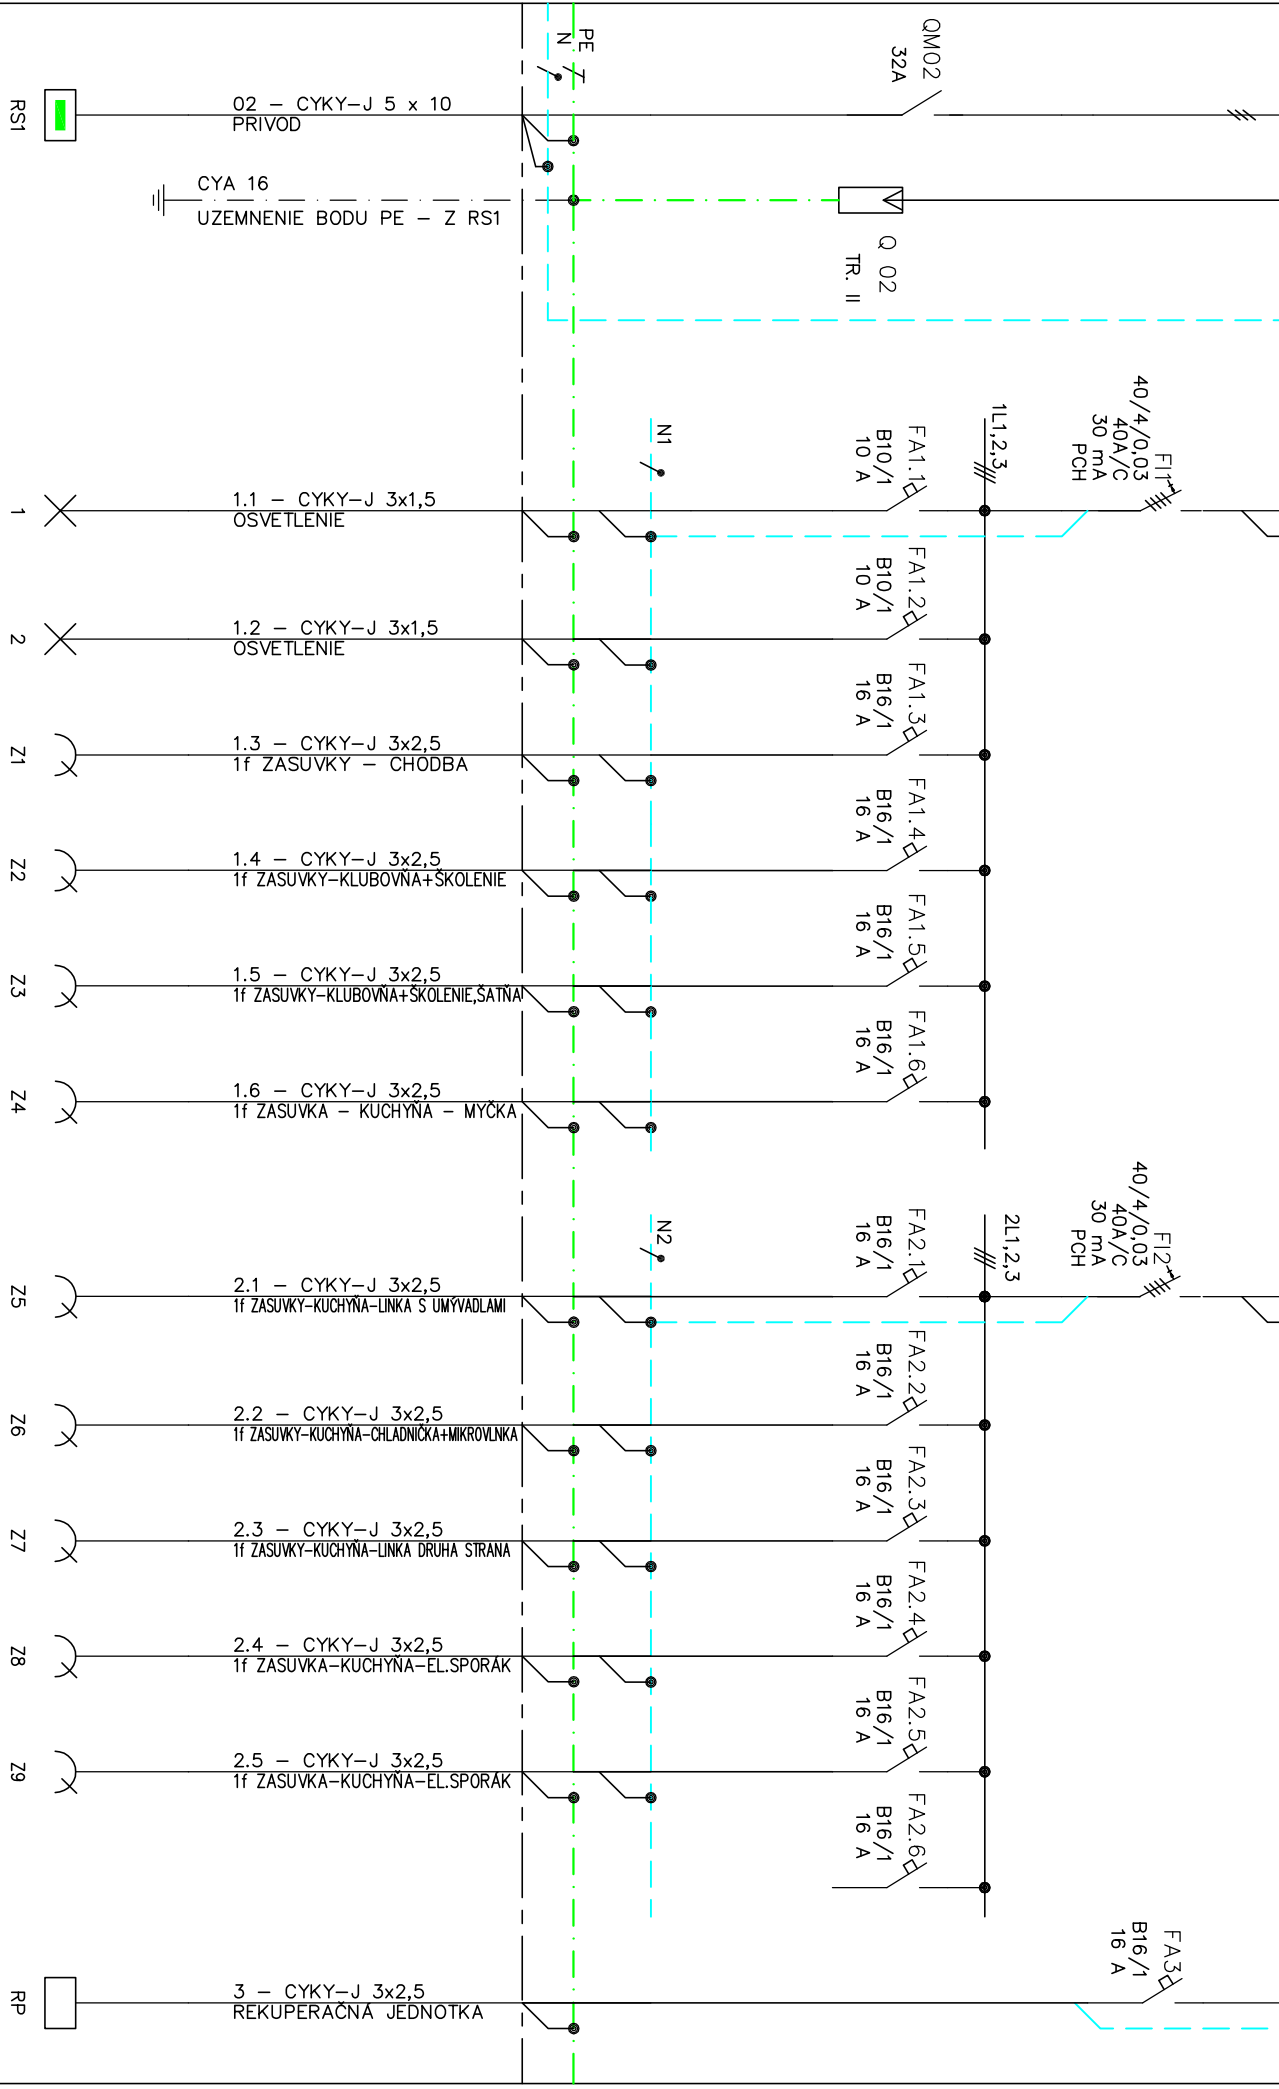 QM02
32A
PE
N
RS1
02 - CYKY-J 5 x 10
PRIVOD
CYA 16
UZEMNENIE BODU PE - Z RS1
Q 02
TR. II
1L1,2,3
FI1
40/4/0,03
40A/C
30 mA
PCH
N1
FA1.1
B10/1
10 A
1
1.1 - CYKY-J 3x1,5
OSVETLENIE
FA1.2
B10/1
10 A
2
1.2 - CYKY-J 3x1,5
OSVETLENIE
FA1.3
B16/1
16 A
Z1
1.3 - CYKY-J 3x2,5
1f ZASUVKY - CHODBA
FA1.4
B16/1
16 A
Z2
1.4 - CYKY-J 3x2,5
1f ZASUVKY-KLUBOVŇA+ŠKOLENIE
FA1.5
B16/1
16 A
Z3
1.5 - CYKY-J 3x2,5
1f ZASUVKY-KLUBOVŇA+ŠKOLENIE,ŠATŇA
FA1.6
B16/1
16 A
Z4
1.6 - CYKY-J 3x2,5
1f ZASUVKA - KUCHYŇA - MYČKA
2L1,2,3
FI2
40/4/0,03
40A/C
30 mA
PCH
N2
FA2.1
B16/1
16 A
Z5
2.1 - CYKY-J 3x2,5
1f ZASUVKY-KUCHYŇA-LINKA S UMÝVADLAMI
FA2.2
B16/1
16 A
Z6
2.2 - CYKY-J 3x2,5
1f ZASUVKY-KUCHYŇA-CHLADNIČKA+MIKROVLNKA
FA2.3
B16/1
16 A
Z7
2.3 - CYKY-J 3x2,5
1f ZASUVKY-KUCHYŇA-LINKA DRUHA STRANA
FA2.4
B16/1
16 A
Z8
2.4 - CYKY-J 3x2,5
1f ZASUVKA-KUCHYŇA-EL.SPORÁK
FA2.5
B16/1
16 A
Z9
2.5 - CYKY-J 3x2,5
1f ZASUVKA-KUCHYŇA-EL.SPORÁK
FA2.6
B16/1
16 A
FA3
B16/1
16 A
RP
3 - CYKY-J 3x2,5
REKUPERAČNÁ JEDNOTKA